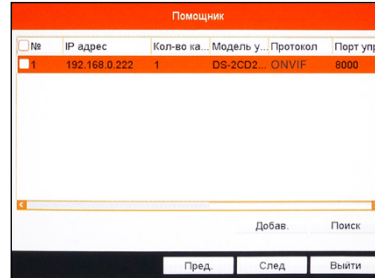 Помощник
№ IP адрес Кол-во ка... Модель у... Протокол Порт упр
1 192.168.0.222 1 DS-2CD2... ONVIF 8000
Добав. Поиск
Пред. След Выйти